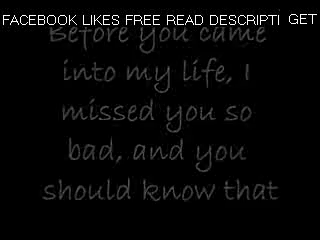 FACEBOOK LIKES FREE READ DESCRIPTI GET
Before you came
into my life, I
missed you so
bad, and you
should know that